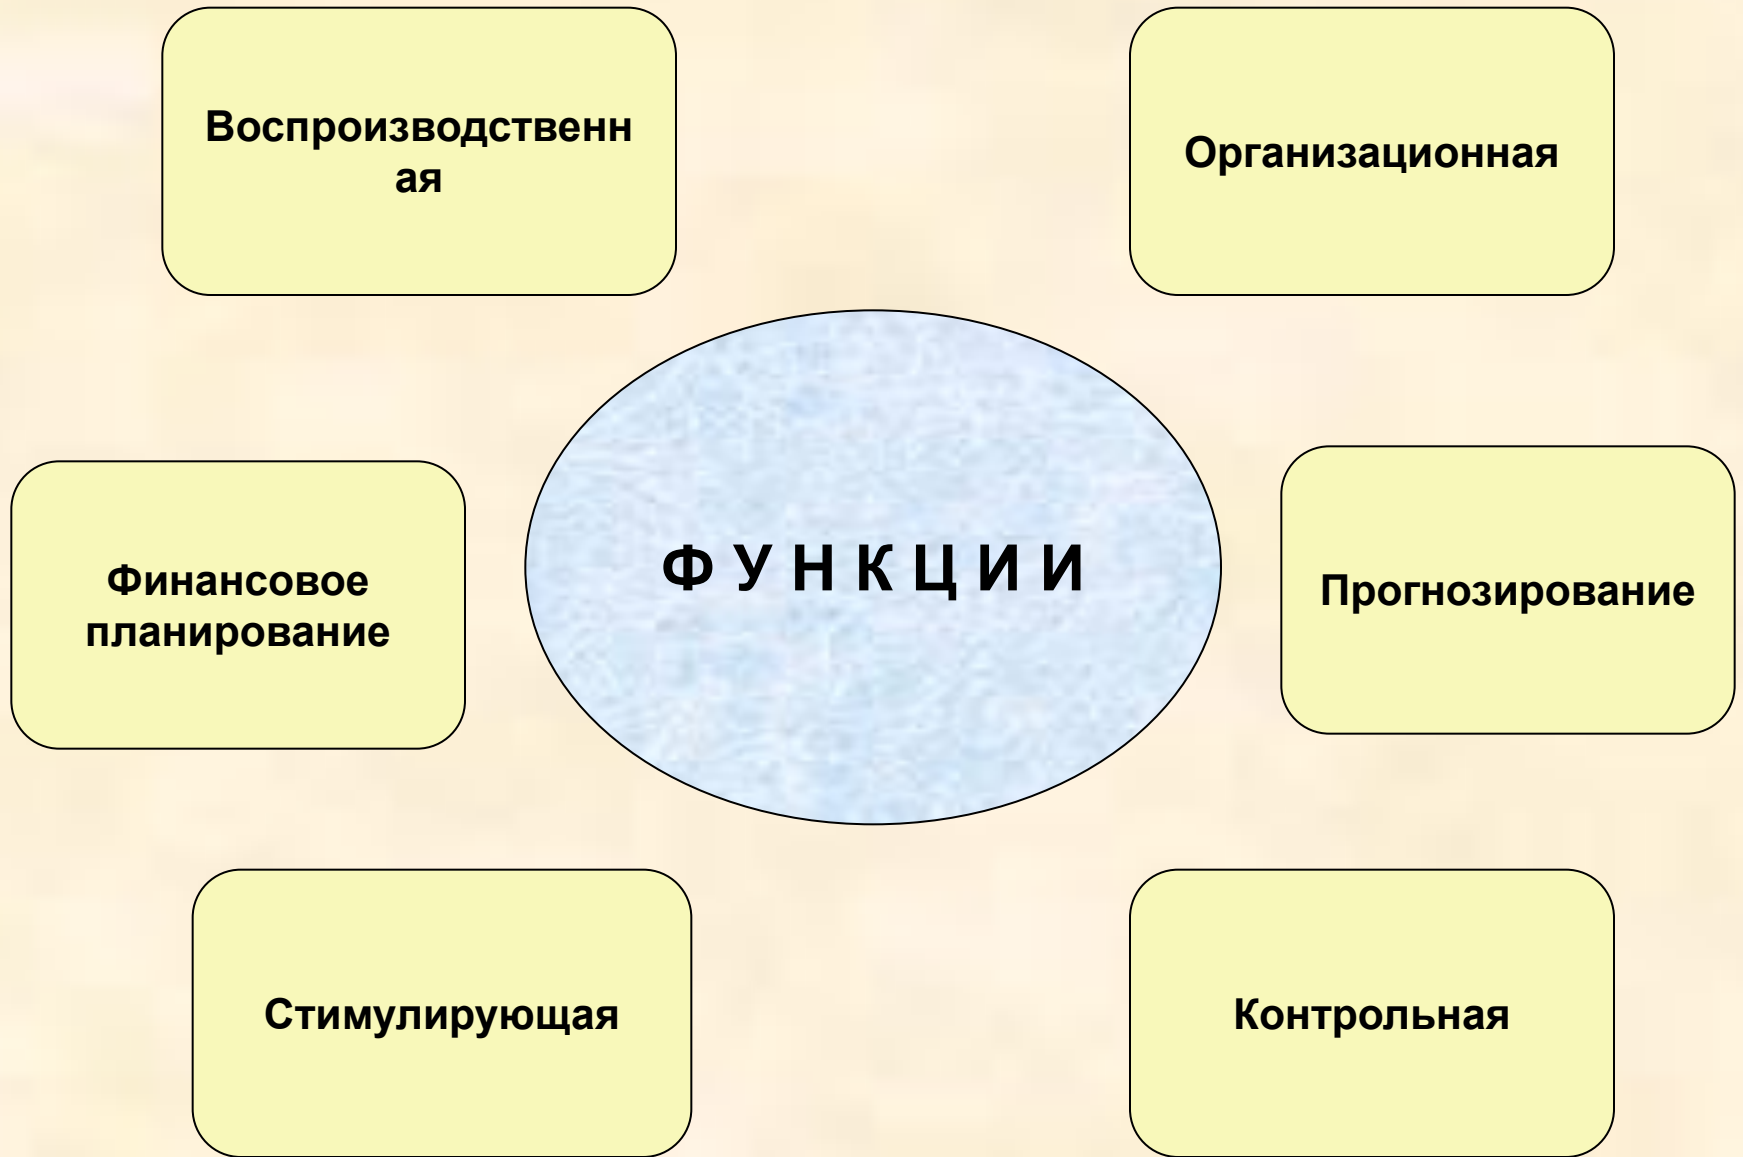 Воспроизводственн
ая
Организационная
Ф У Н К Ц И И
Финансовое
планирование
Прогнозирование
Стимулирующая
Контрольная